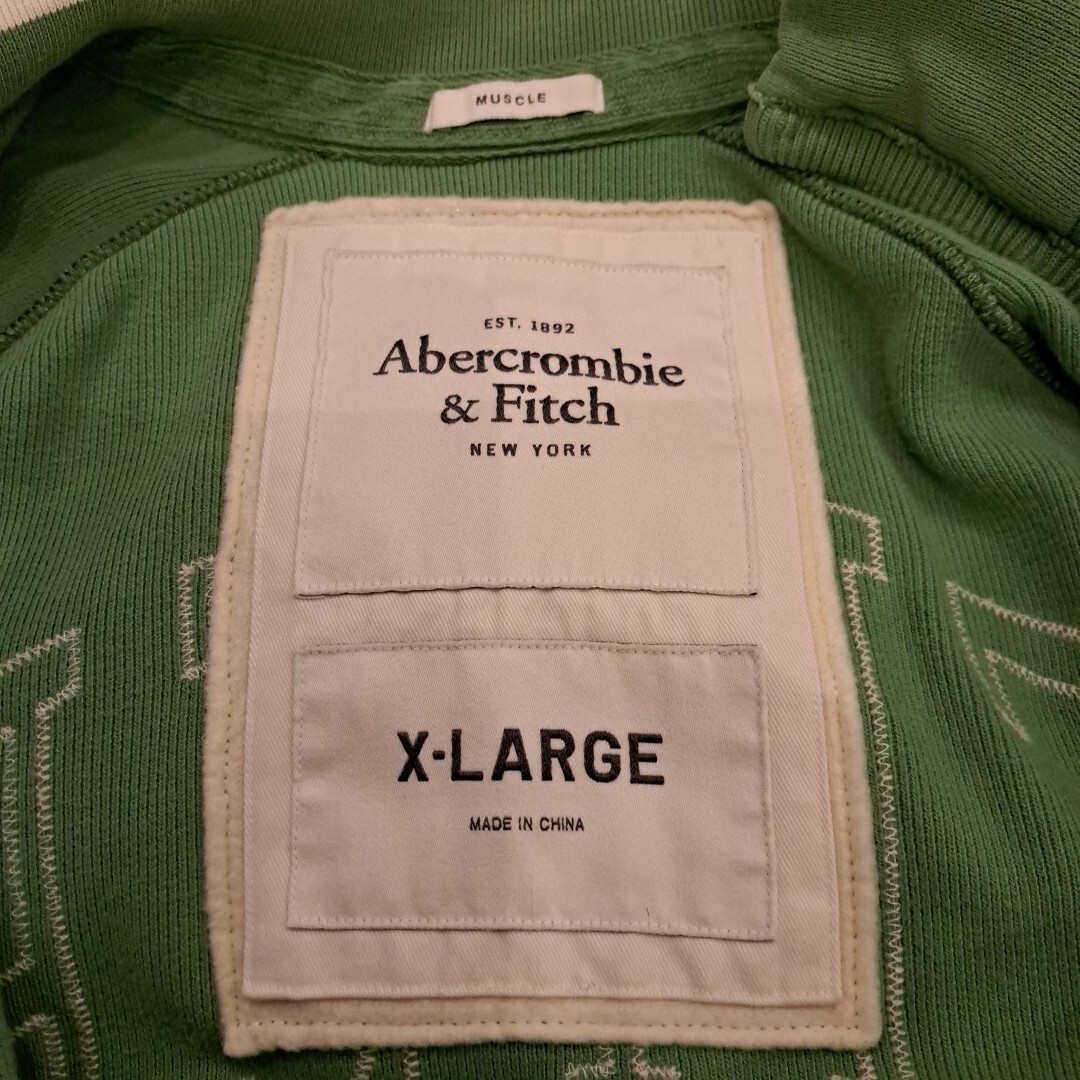 MUSCLE
EST. 1892
Abercrombie
& Fitch
NEW YORK
X-LARGE
MADE IN CHINA